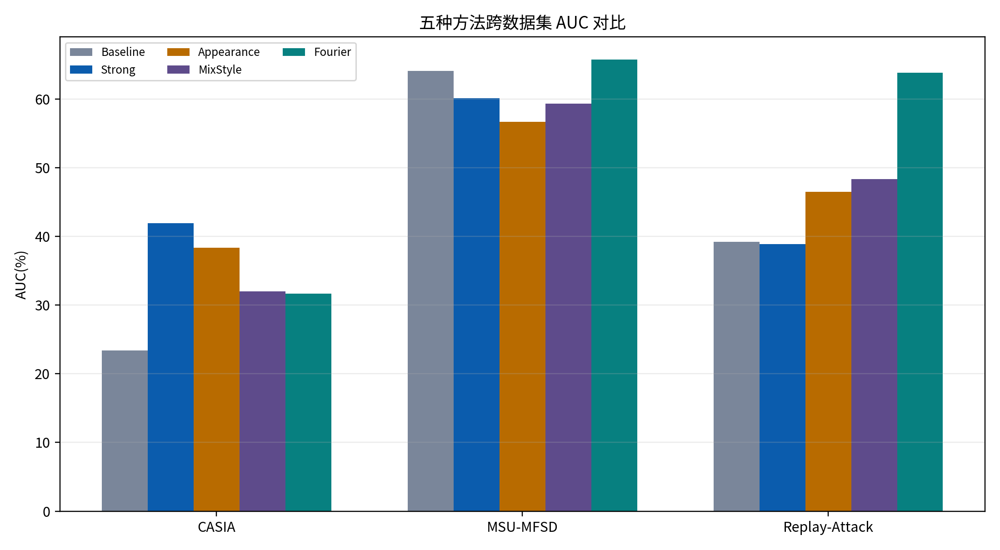 五种方法跨数据集 AUC 对比
Baseline
Strong
Appearance
MixStyle
Fourier
AUC(%)
60
50
40
30
20
10
0
CASIA
MSU-MFSD
Replay-Attack